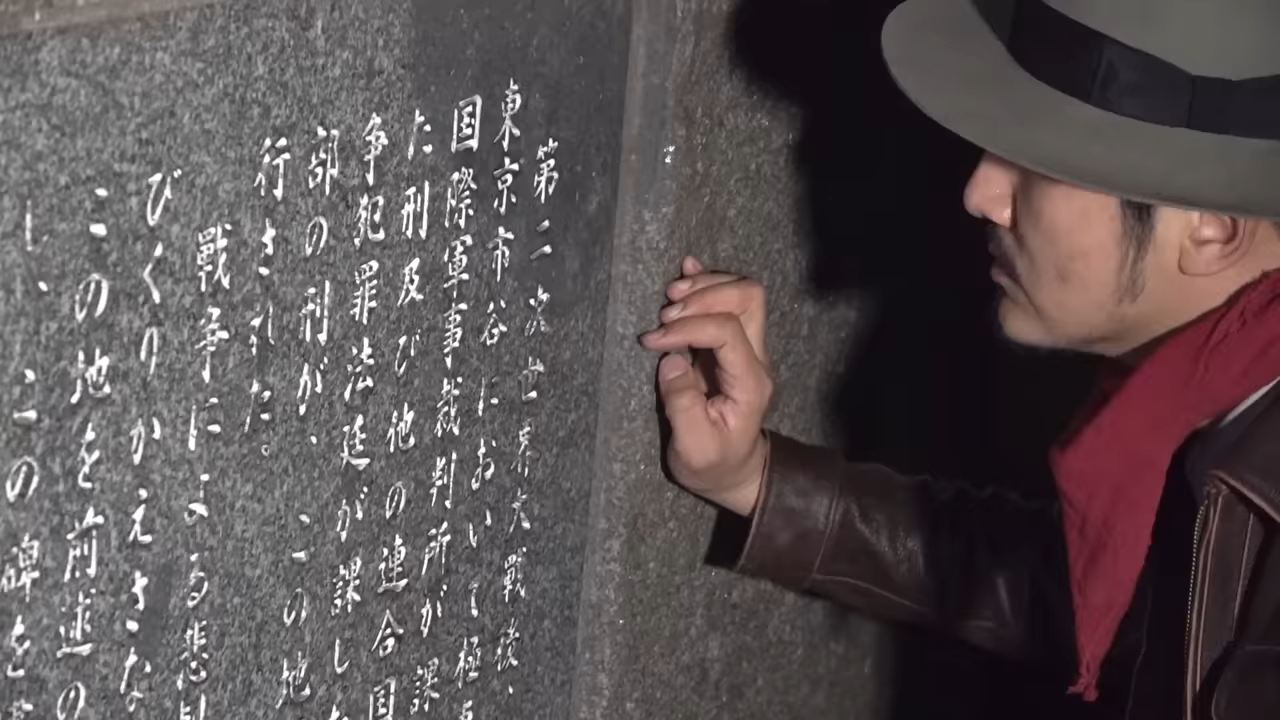 第二次世界大戰後、
東京市谷において極
国際軍事裁判所が課
た刑及び他の連合国
争犯罪法廷が課した
部の刑が、この地
行された。
戰争による悲
びくりかえさな
この地を前述の
し、この碑を